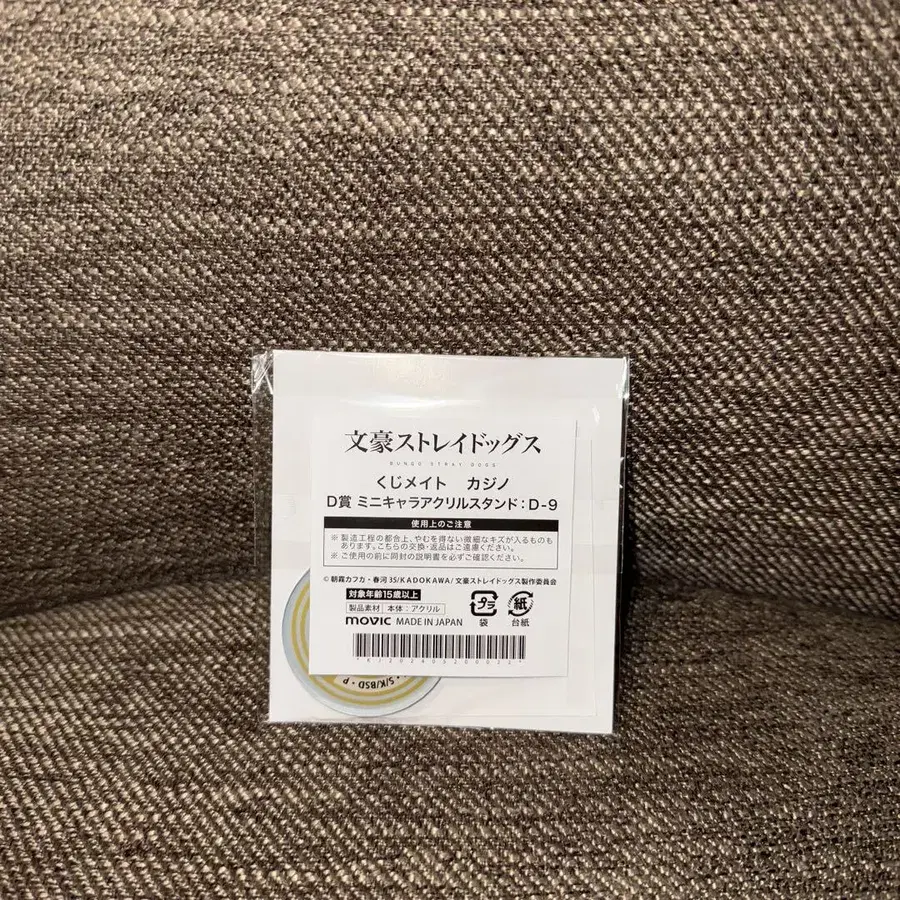 文豪ストレイドッグス
BUNGO STRAY DOGS
くじメイト カジノ
D賞 ミニキャラアクリルスタンド:D-9
使用上のご注意
※製造工程の都合上、やむを得ない微細なキズが入るものも
あります。こちらの交換・返品はご遠慮ください。
※ご使用の前に同封の説明書を必ずご確認ください。
© 朝霧カフカ・春河35/KADOKAWA/文豪ストレイドッグス製作委員会
対象年齢15歳以上
製品素材 本体:アクリル
movic MADE IN JAPAN
プラ
袋
紙
台紙
S/K/BSD・P